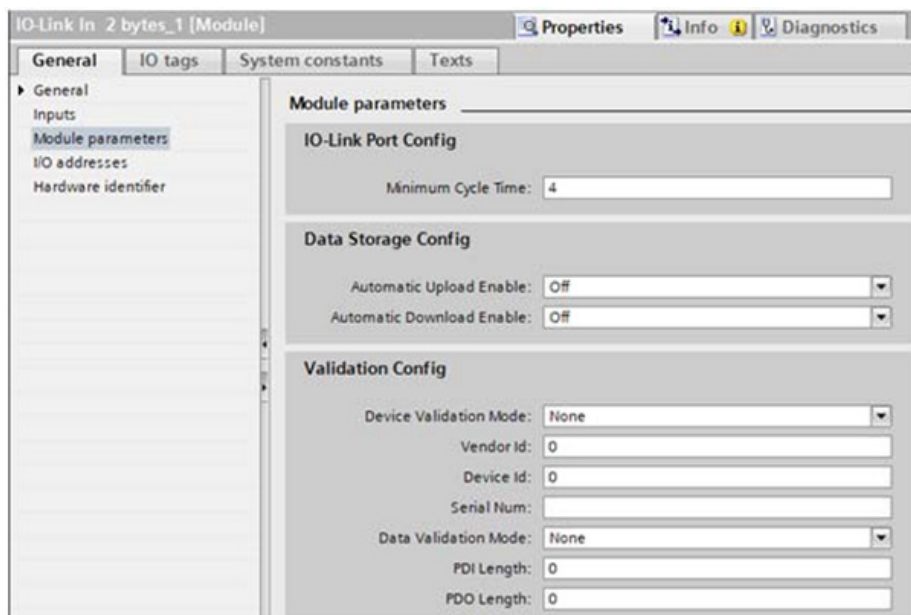 IO-Link In 2 bytes_1 [Module]
Properties
Info
Diagnostics
General
IO tags
System constants
Texts
General
Inputs
Module parameters
I/O addresses
Hardware identifier
Module parameters
IO-Link Port Config
Minimum Cycle Time: 4
Data Storage Config
Automatic Upload Enable: Off
Automatic Download Enable: Off
Validation Config
Device Validation Mode: None
Vendor Id: 0
Device Id: 0
Serial Num:
Data Validation Mode: None
PDI Length: 0
PDO Length: 0